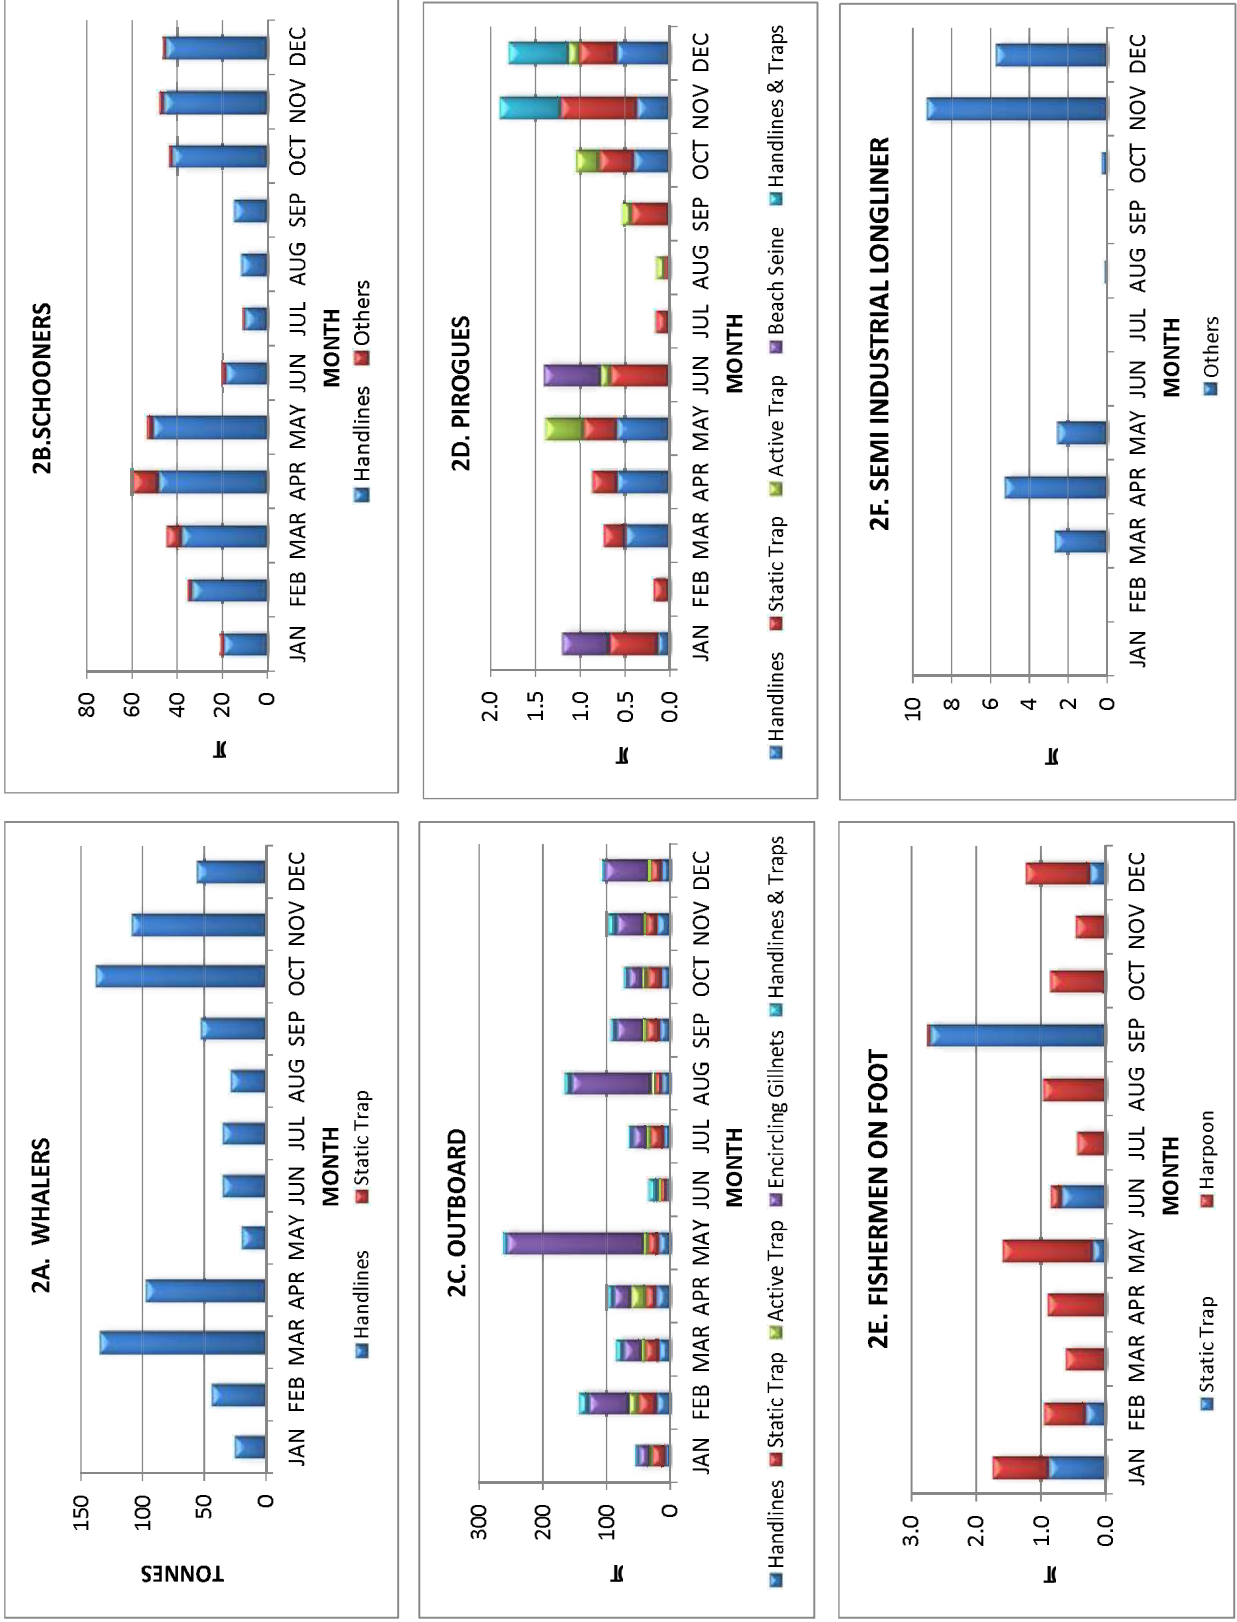 2A. WHALERS
150
100
50
0
TONNES
JAN FEB MAR APR MAY JUN JUL AUG SEP OCT NOV DEC
MONTH
Handlines Static Trap
2B.SCHOONERS
80
60
40
20
0
JAN FEB MAR APR MAY JUN JUL AUG SEP OCT NOV DEC
MONTH
Handlines Others
2C. OUTBOARD
300
200
100
0
JAN FEB MAR APR MAY JUN JUL AUG SEP OCT NOV DEC
MONTH
Handlines Static Trap Active Trap Encircling Gillnets Handlines & Traps
2D. PIROGUES
2.0
1.5
1.0
0.5
0.0
JAN FEB MAR APR MAY JUN JUL AUG SEP OCT NOV DEC
MONTH
Handlines Static Trap Active Trap Beach Seine Handlines & Traps
2E. FISHERMEN ON FOOT
3.0
2.0
1.0
0.0
JAN FEB MAR APR MAY JUN JUL AUG SEP OCT NOV DEC
MONTH
Static Trap Harpoon
2F. SEMI INDUSTRIAL LONGLINER
10
8
6
4
2
0
JAN FEB MAR APR MAY JUN JUL AUG SEP OCT NOV DEC
MONTH
Others